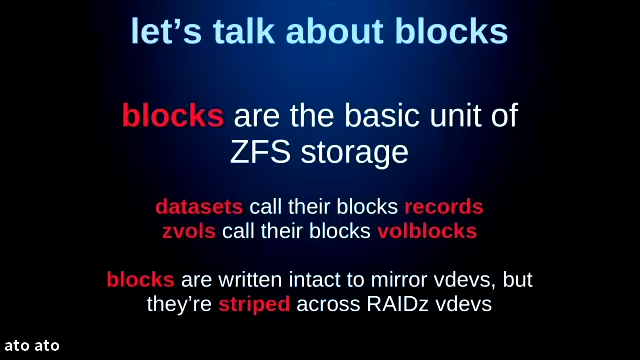 let’s talk about blocks
blocks are the basic unit of
ZFS storage
datasets call their blocks records
zvols call their blocks volblocks
blocks are written intact to mirror vdevs, but
they’re striped across RAIDz vdevs
ato ato